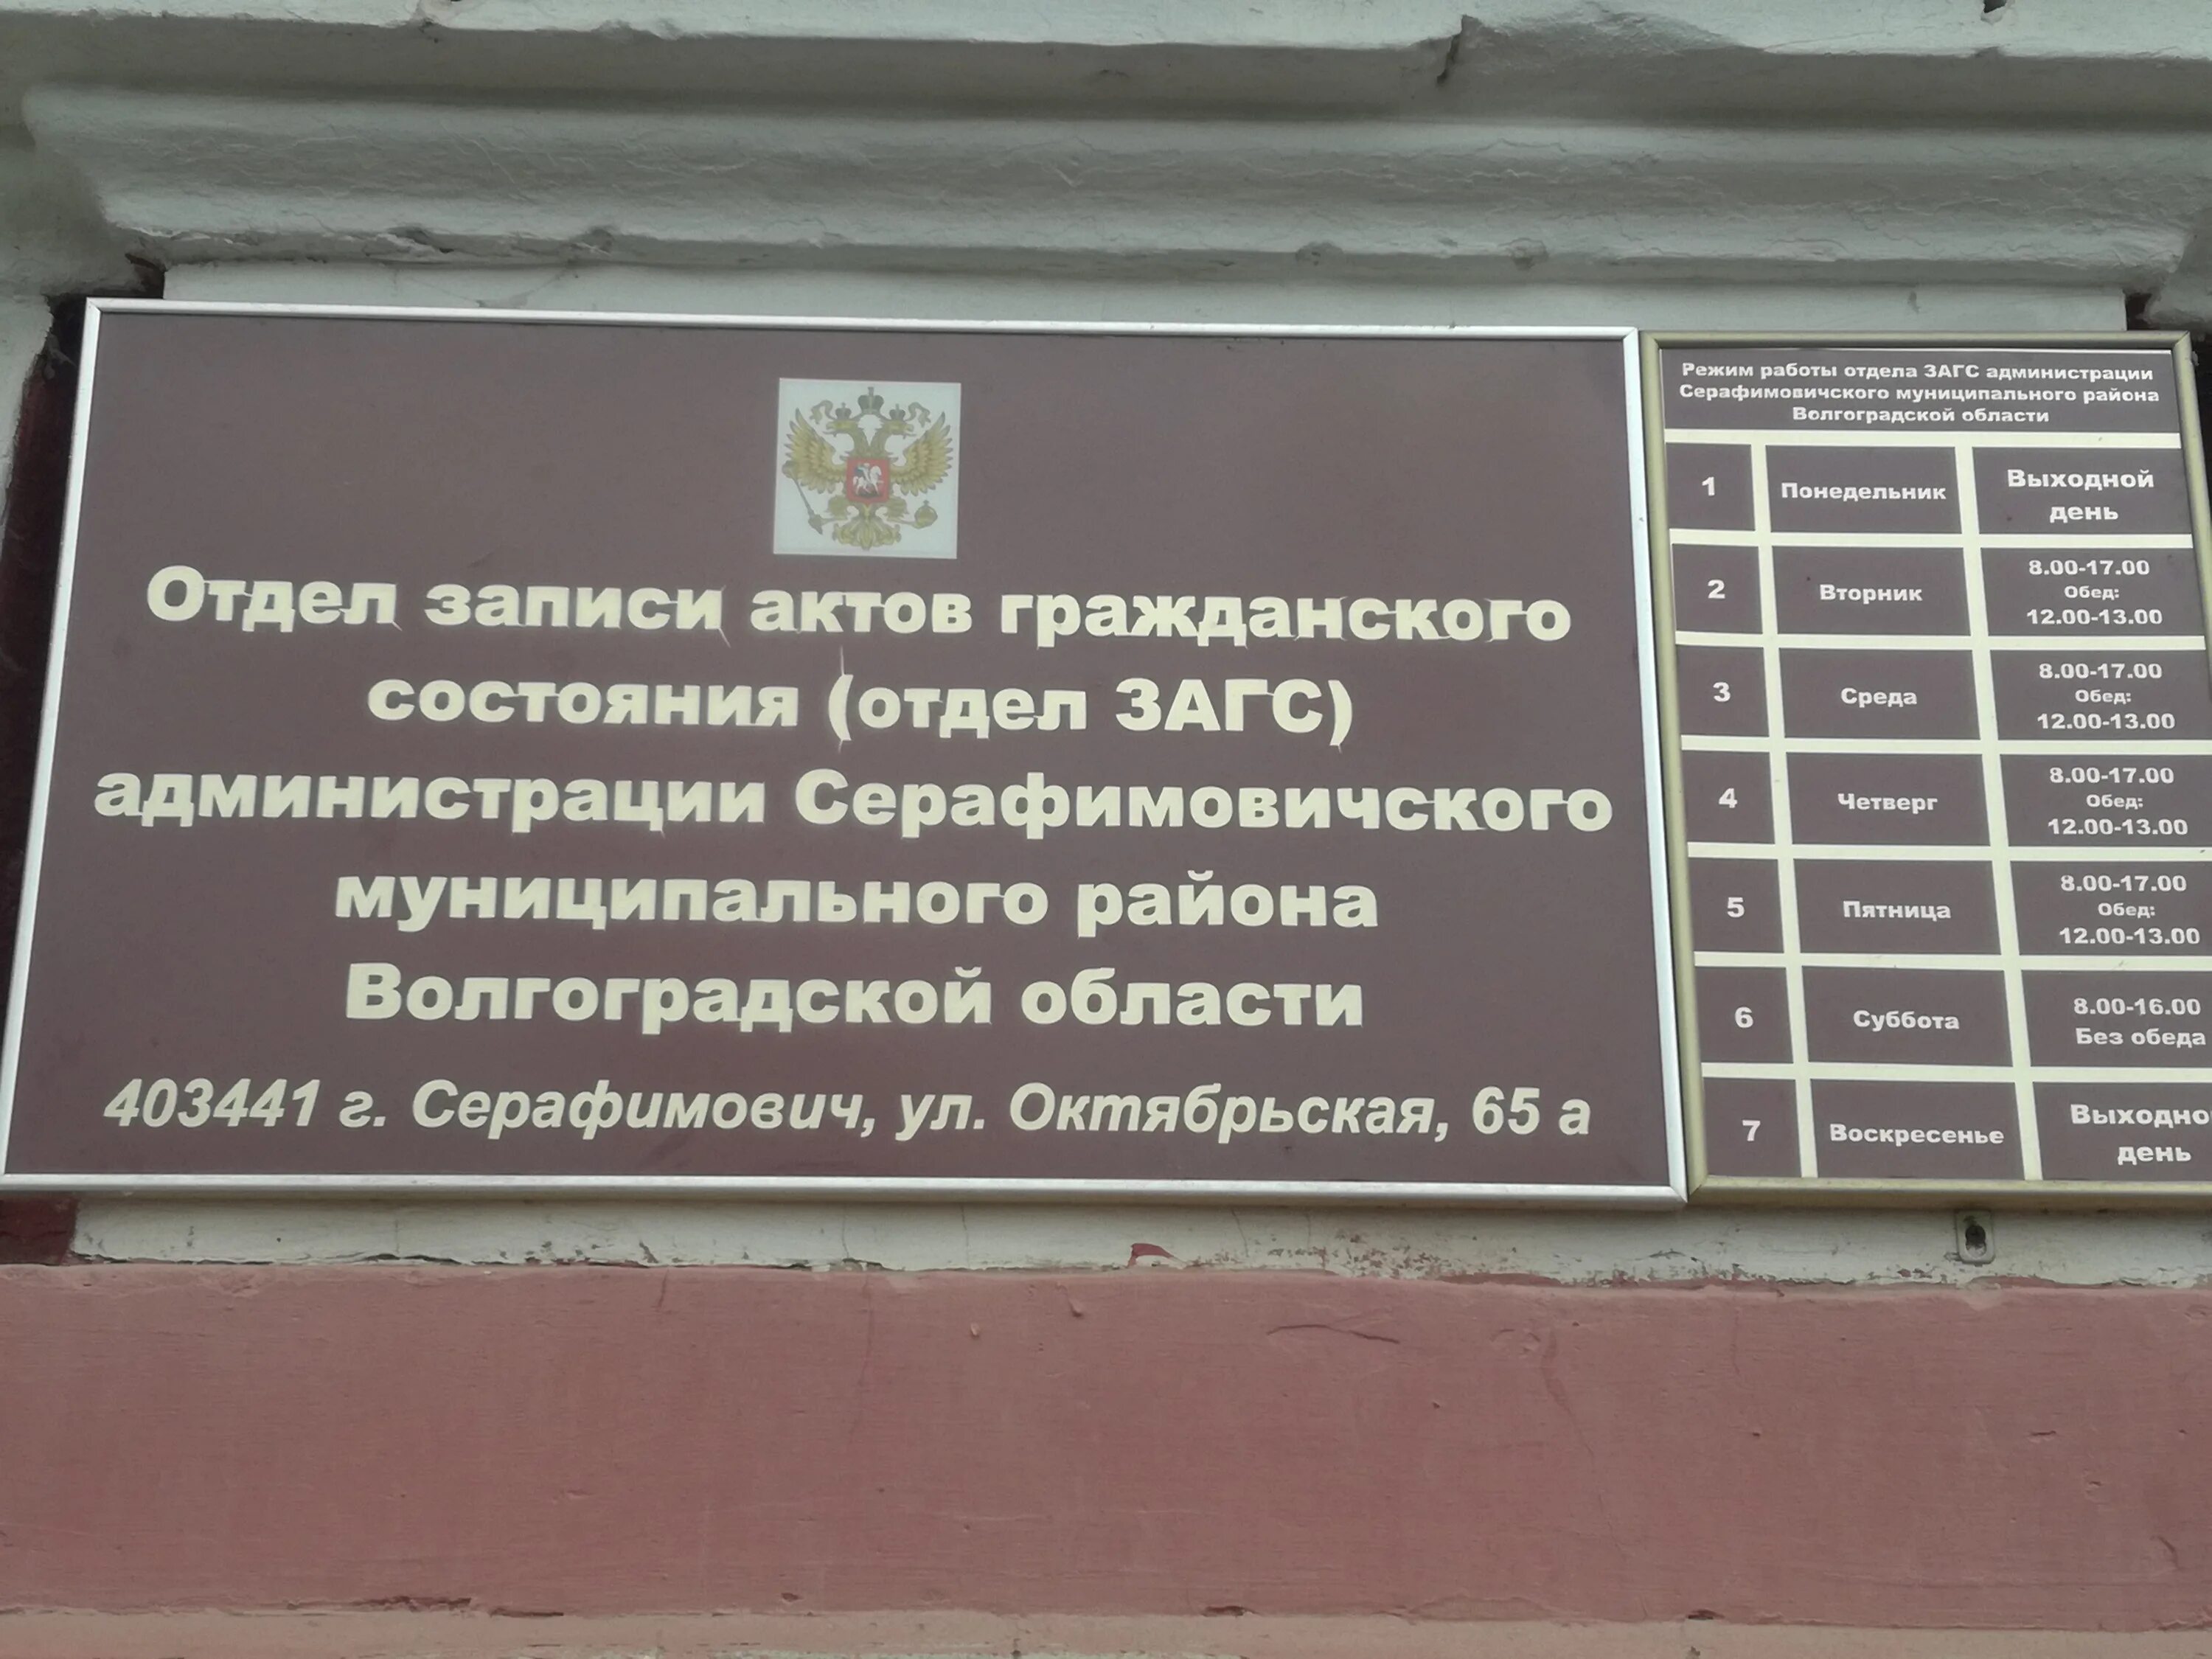 Отдел записи актов гражданского
состояния (отдел ЗАГС)
администрации Серафимовичского
муниципального района
Волгоградской области
403441 г. Серафимович, ул. Октябрьская, 65 а
Режим работы отдела ЗАГС администрации
Серафимовичского муниципального района
Волгоградской области
1 Понедельник Выходной
день
2 Вторник 8.00-17.00
Обед:
12.00-13.00
3 Среда 8.00-17.00
Обед:
12.00-13.00
4 Четверг 8.00-17.00
Обед:
12.00-13.00
5 Пятница 8.00-17.00
Обед:
12.00-13.00
6 Суббота 8.00-16.00
Без обеда
7 Воскресенье Выходно
день